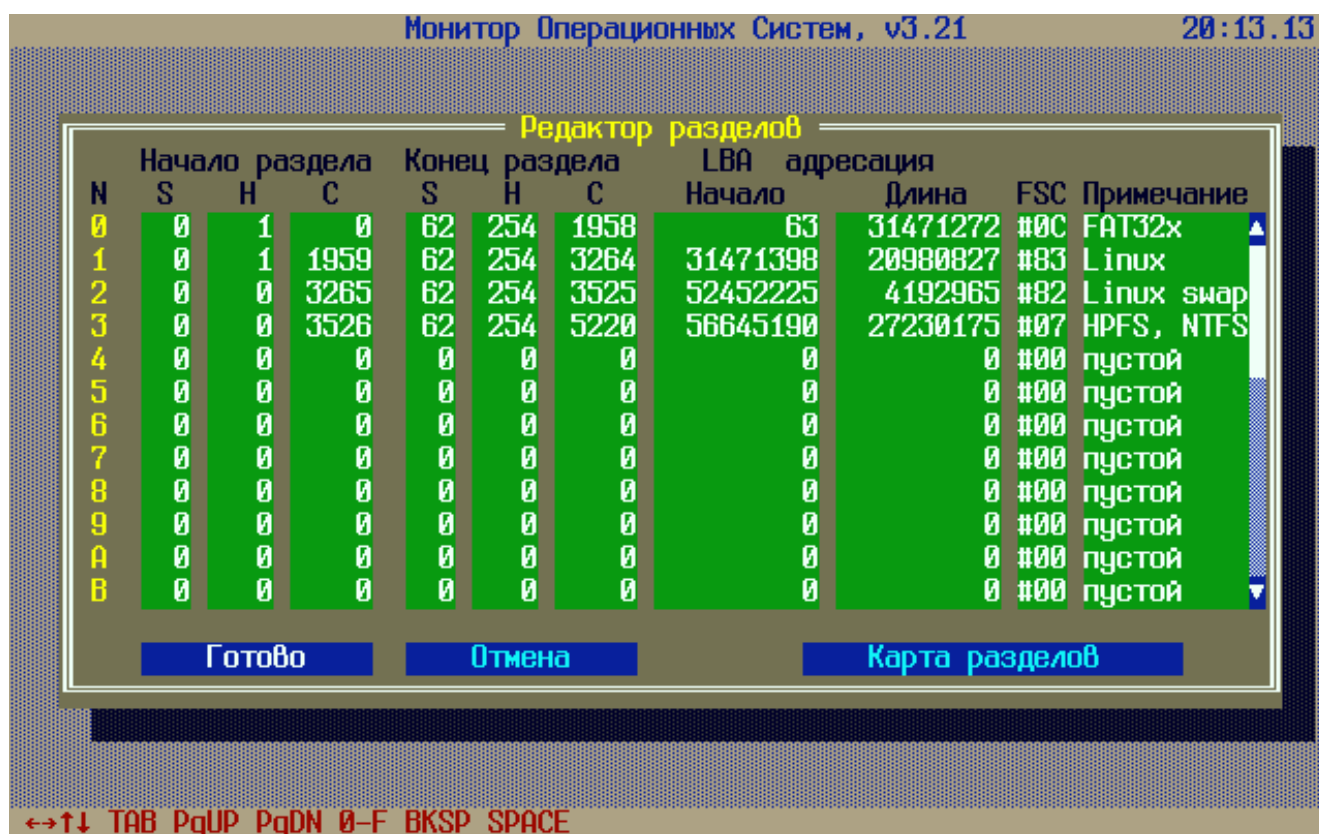 Монитор Операционных Систем, v3.21 20:13.13
Редактор разделов
Начало раздела Конец раздела LBA адресация
N S H C S H C Начало Длина FSC Примечание
0 0 1 0 62 254 1958 63 31471272 #0C FAT32x
1 0 1 1959 62 254 3264 31471398 20980827 #83 Linux
2 0 0 3265 62 254 3525 52452225 4192965 #82 Linux swap
3 0 0 3526 62 254 5220 56645190 27230175 #07 HPFS, NTFS
4 0 0 0 0 0 0 0 0 #00 пустой
5 0 0 0 0 0 0 0 0 #00 пустой
6 0 0 0 0 0 0 0 0 #00 пустой
7 0 0 0 0 0 0 0 0 #00 пустой
8 0 0 0 0 0 0 0 0 #00 пустой
9 0 0 0 0 0 0 0 0 #00 пустой
A 0 0 0 0 0 0 0 0 #00 пустой
B 0 0 0 0 0 0 0 0 #00 пустой
Готово Отмена Карта разделов
←→↑↓ TAB PgUP PgDN 0-F BKSP SPACE